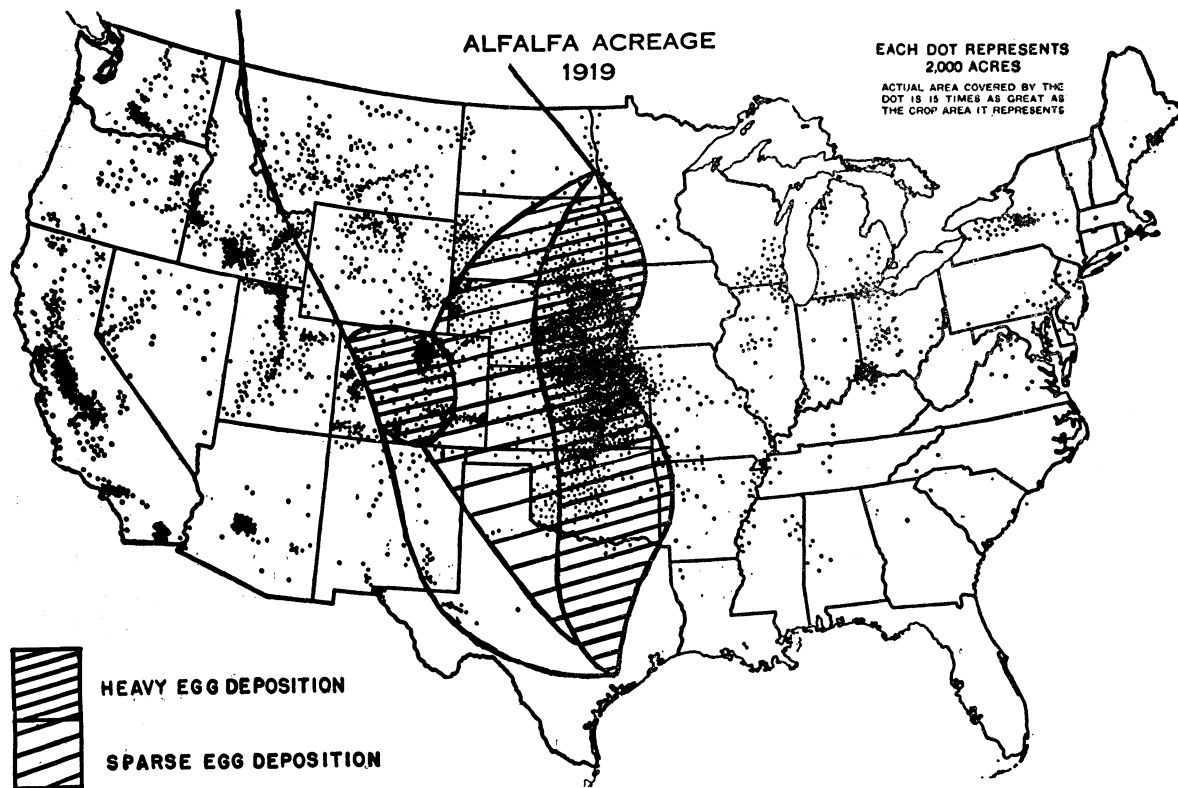 ALFALFA ACREAGE
1919
EACH DOT REPRESENTS
2,000 ACRES
ACTUAL AREA COVERED BY THE
DOT IS 15 TIMES AS GREAT AS
THE CROP AREA IT REPRESENTS
HEAVY EGG DEPOSITION
SPARSE EGG DEPOSITION